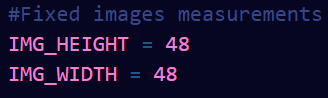 #Fixed images measurements
IMG_HEIGHT = 48
IMG_WIDTH = 48